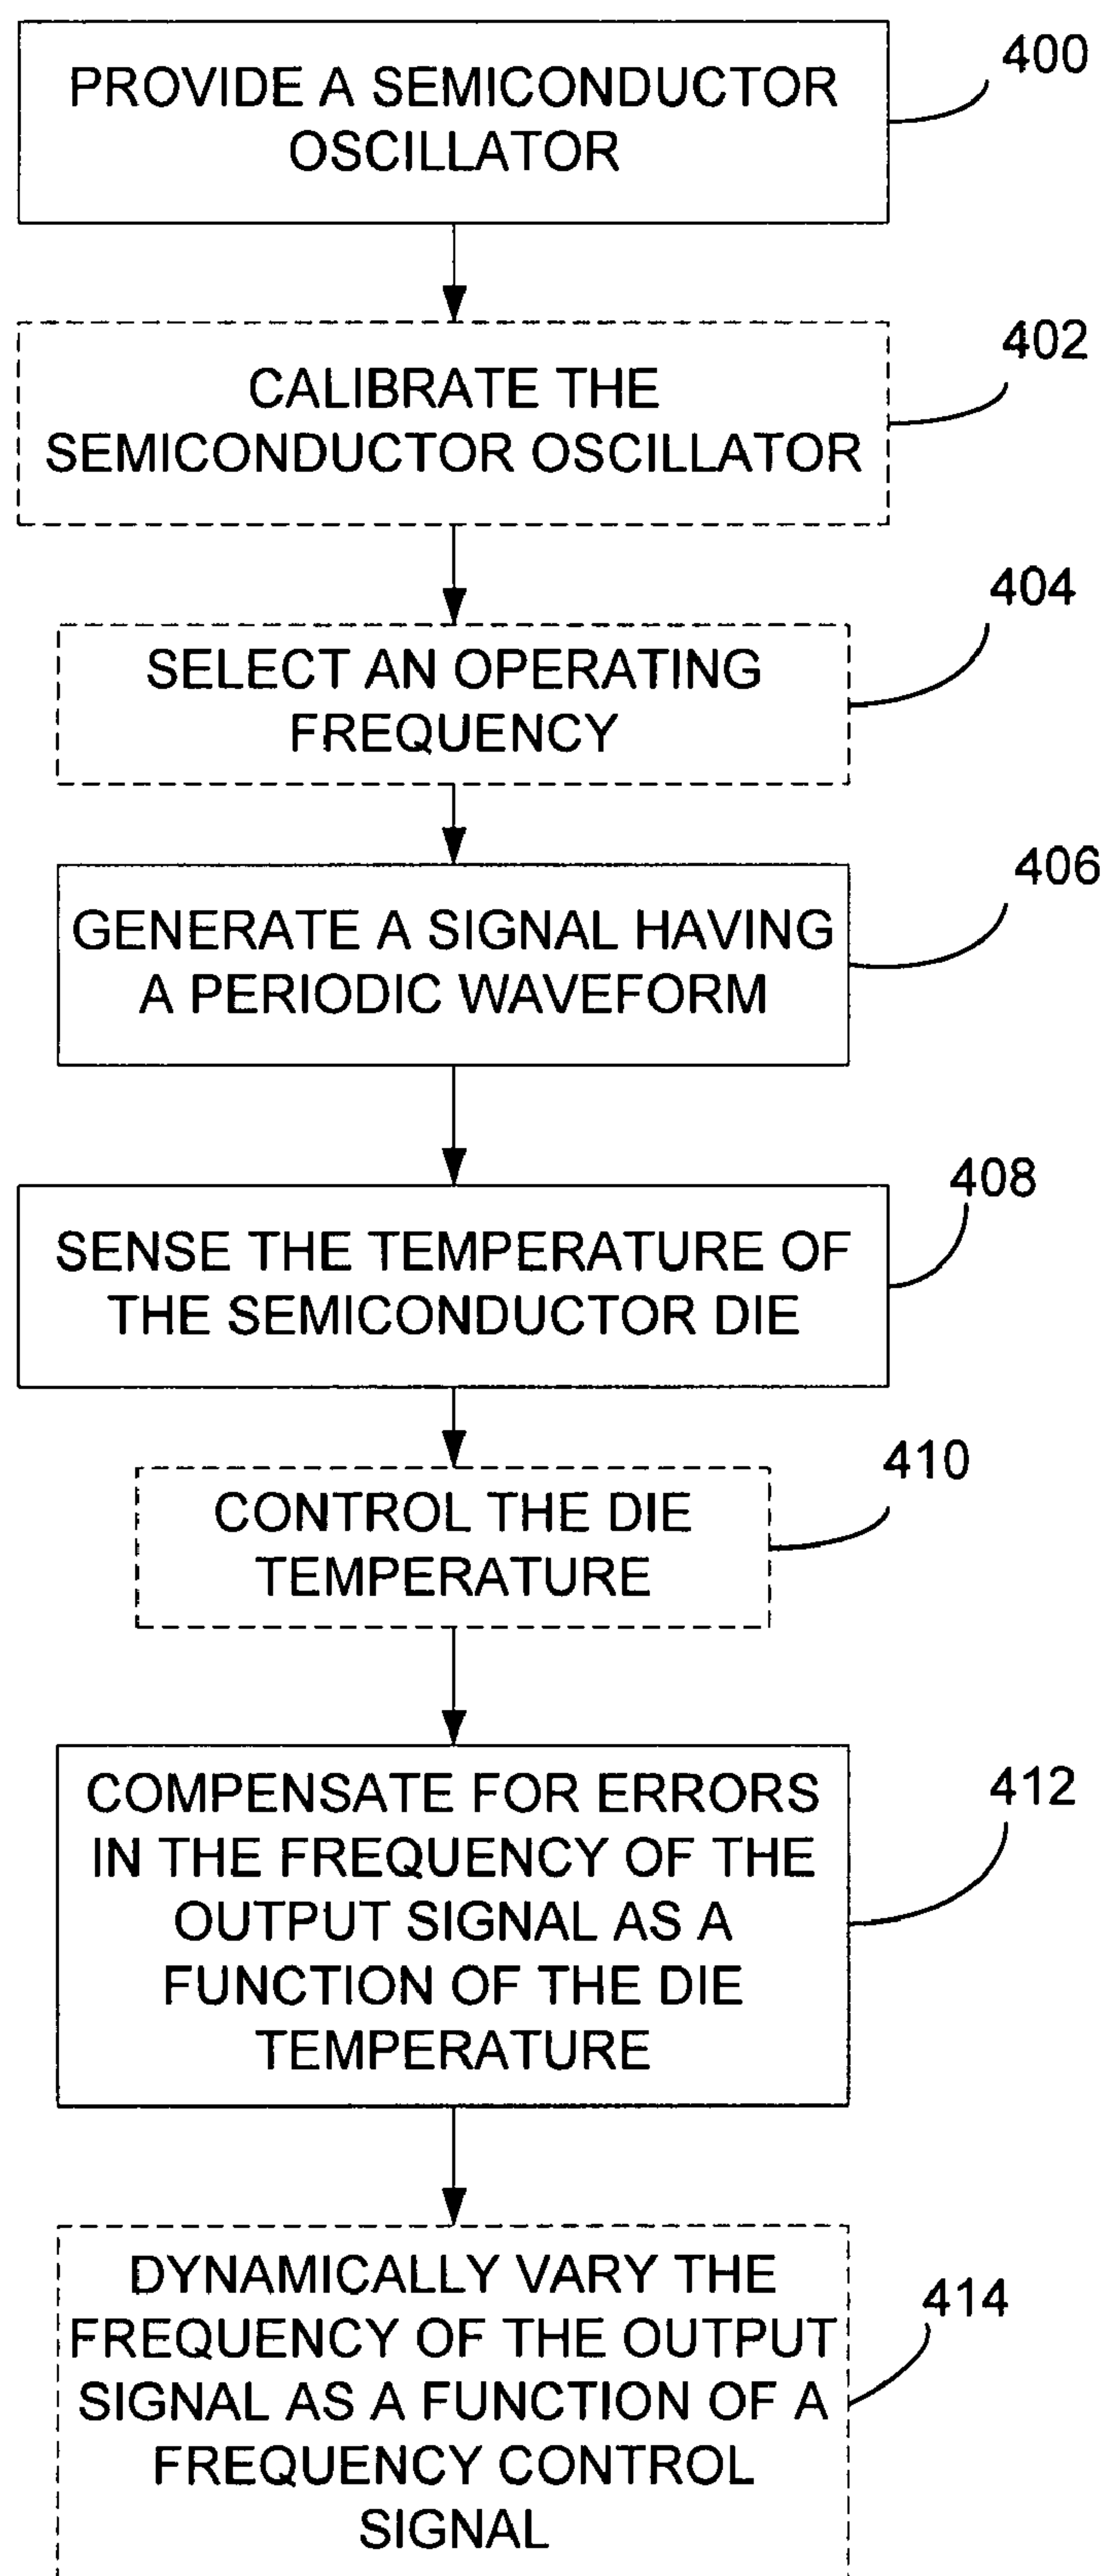 PROVIDE A SEMICONDUCTOR
OSCILLATOR
400
CALIBRATE THE
SEMICONDUCTOR OSCILLATOR
402
SELECT AN OPERATING
FREQUENCY
404
GENERATE A SIGNAL HAVING
A PERIODIC WAVEFORM
406
SENSE THE TEMPERATURE OF
THE SEMICONDUCTOR DIE
408
CONTROL THE DIE
TEMPERATURE
410
COMPENSATE FOR ERRORS
IN THE FREQUENCY OF THE
OUTPUT SIGNAL AS A
FUNCTION OF THE DIE
TEMPERATURE
412
DYNAMICALLY VARY THE
FREQUENCY OF THE OUTPUT
SIGNAL AS A FUNCTION OF A
FREQUENCY CONTROL
SIGNAL
414